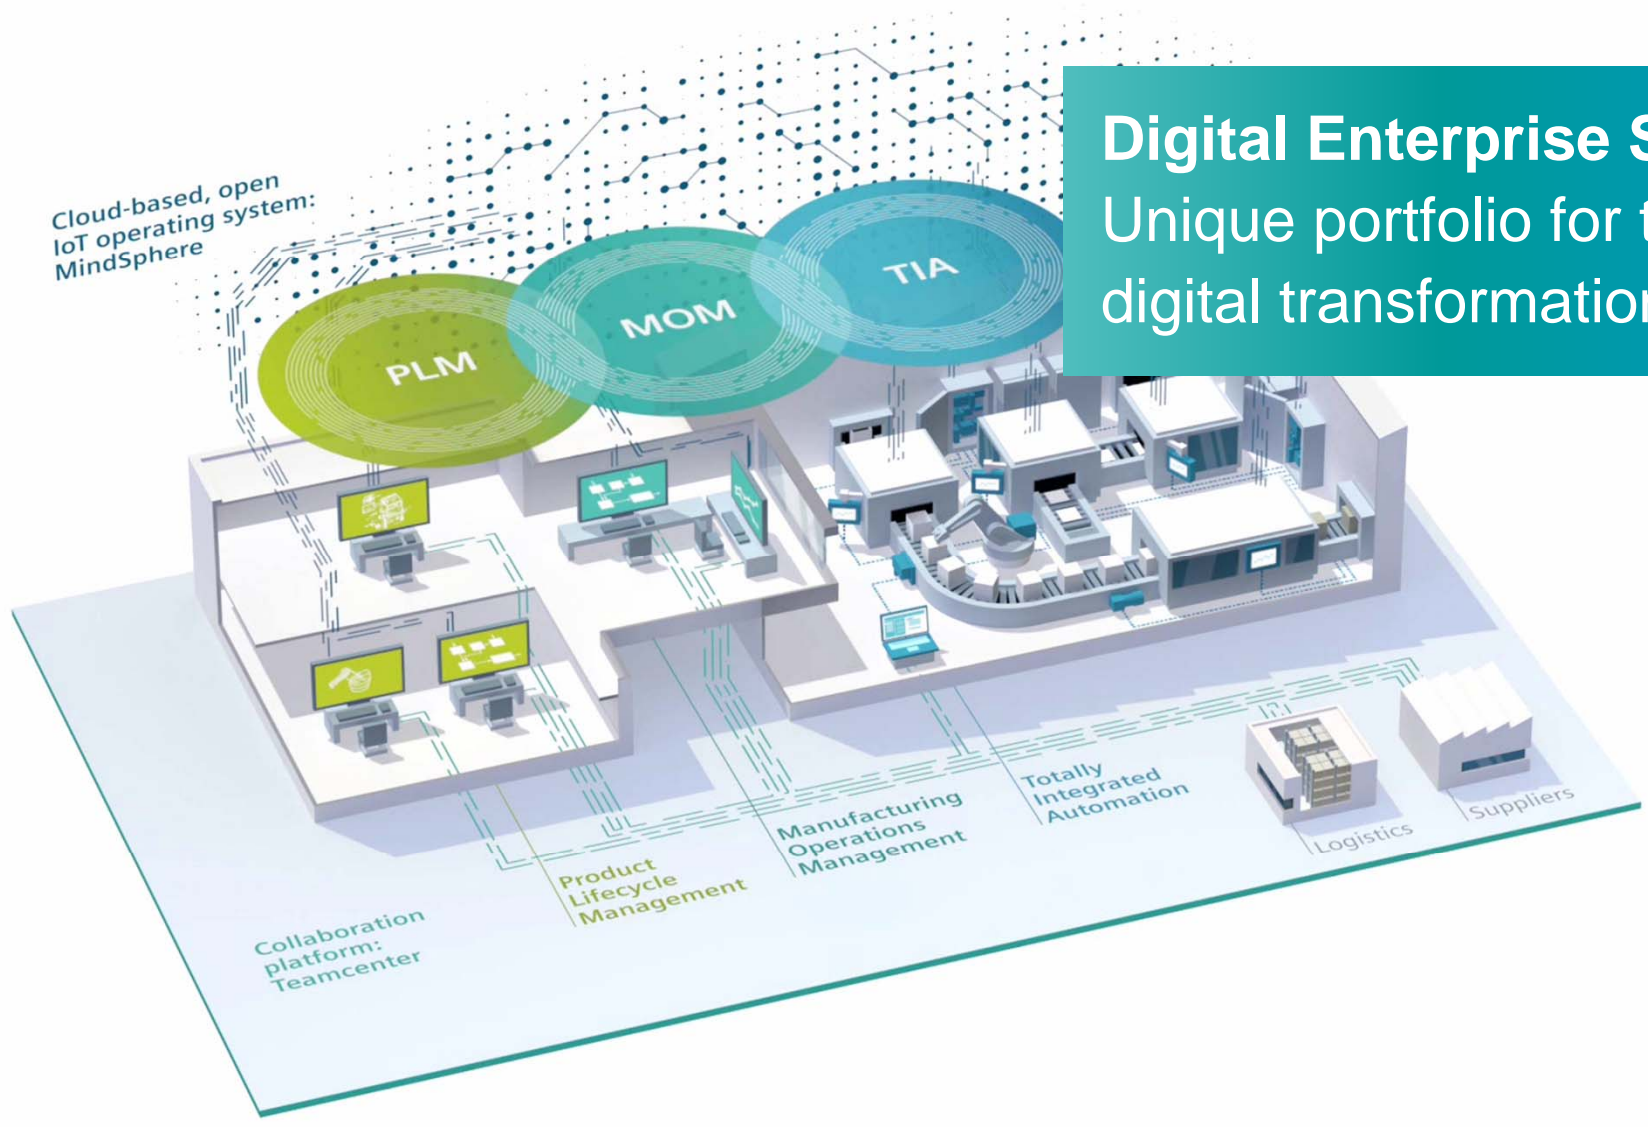 Digital Enterprise S
Unique portfolio for t
digital transformation
Cloud-based, open
IoT operating system:
MindSphere
PLM
MOM
TIA
Totally
Integrated
Automation
Manufacturing
Operations
Management
Product
Lifecycle
Management
Collaboration
platform:
Teamcenter
Logistics
Suppliers